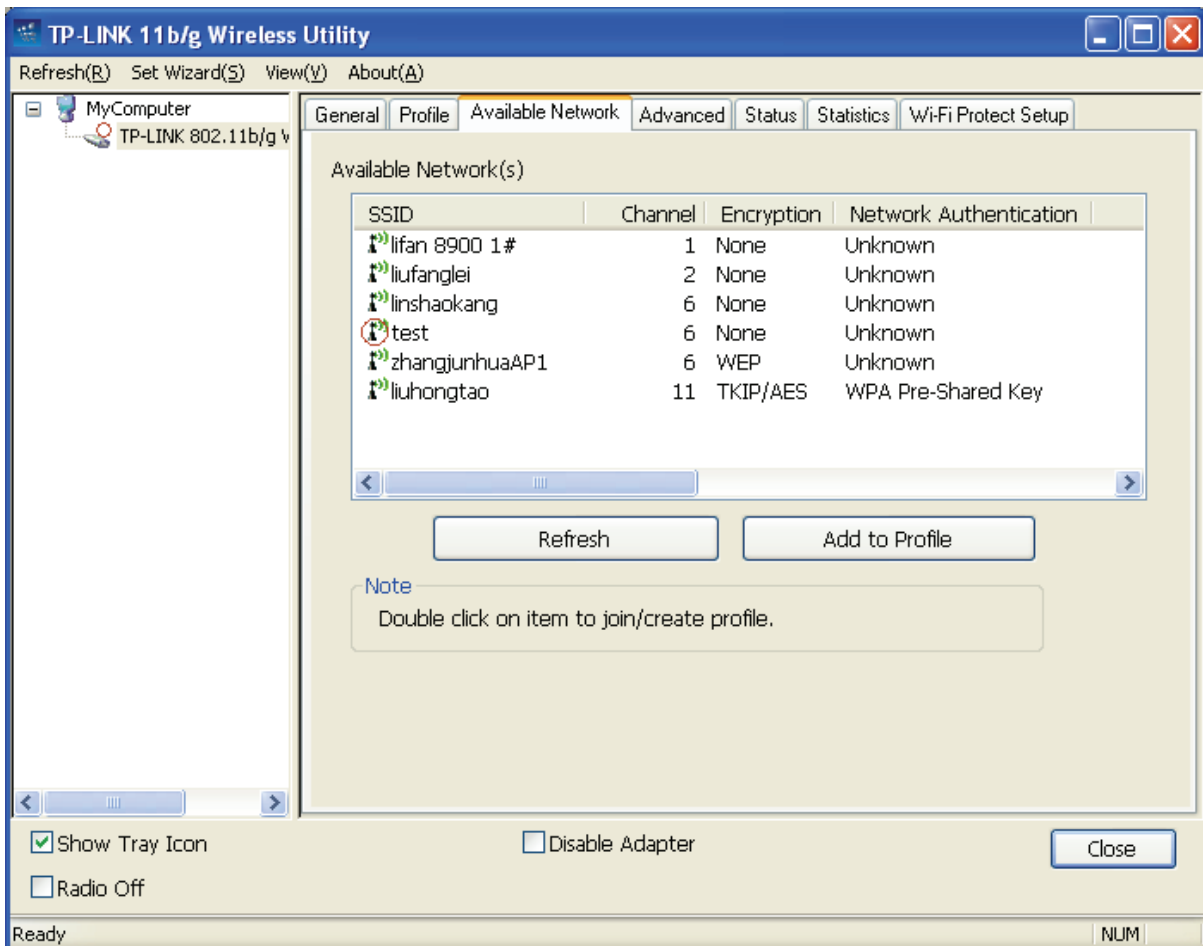 TP-LINK 11b/g Wireless Utility
Refresh(R) Set Wizard(S) View(V) About(A)
MyComputer
TP-LINK 802.11b/g W
General Profile Available Network Advanced Status Statistics Wi-Fi Protect Setup
Available Network(s)
SSID Channel Encryption Network Authentication
lifan 8900 1# 1 None Unknown
liufanglei 2 None Unknown
linshaokang 6 None Unknown
test 6 None Unknown
zhangjunhuaAP1 6 WEP Unknown
liuhongtao 11 TKIP/AES WPA Pre-Shared Key
Refresh Add to Profile
Note
Double click on item to join/create profile.
Show Tray Icon Disable Adapter Close
Radio Off
Ready NUM